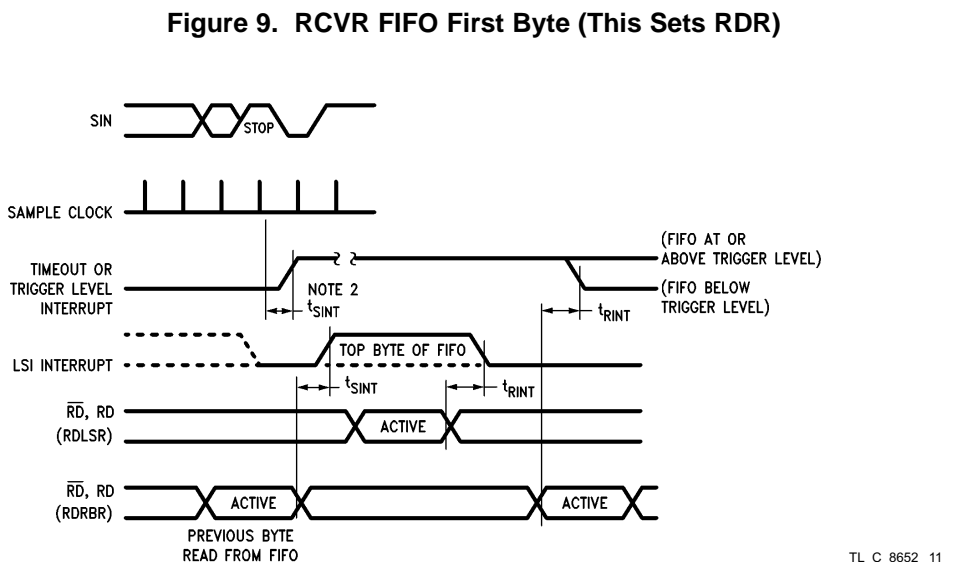 Figure 9. RCVR FIFO First Byte (This Sets RDR)
SIN
STOP
SAMPLE CLOCK
TIMEOUT OR
TRIGGER LEVEL
INTERRUPT
NOTE 2
tSINT
(FIFO AT OR
ABOVE TRIGGER LEVEL)
(FIFO BELOW
TRIGGER LEVEL)
tRINT
LSI INTERRUPT
TOP BYTE OF FIFO
tSINT
tRINT
R̅D̅, RD
(RDLSR)
ACTIVE
R̅D̅, RD
(RDRBR)
ACTIVE
ACTIVE
PREVIOUS BYTE
READ FROM FIFO
TL C 8652 11